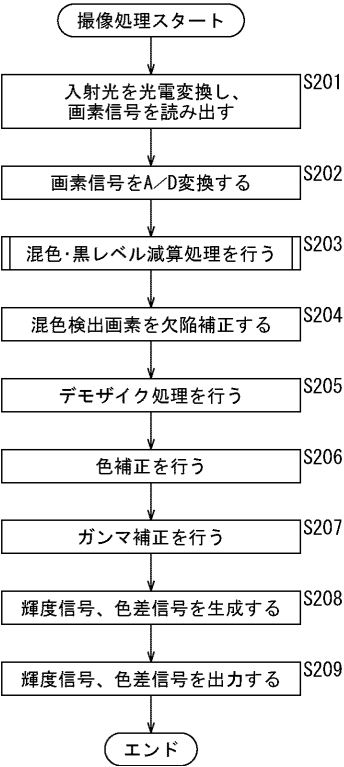 撮像処理スタート
S201
入射光を光電変換し、
画素信号を読み出す
S202
画素信号をA/D変換する
S203
混色・黒レベル減算処理を行う
S204
混色検出画素を欠陥補正する
S205
デモザイク処理を行う
S206
色補正を行う
S207
ガンマ補正を行う
S208
輝度信号、色差信号を生成する
S209
輝度信号、色差信号を出力する
エンド